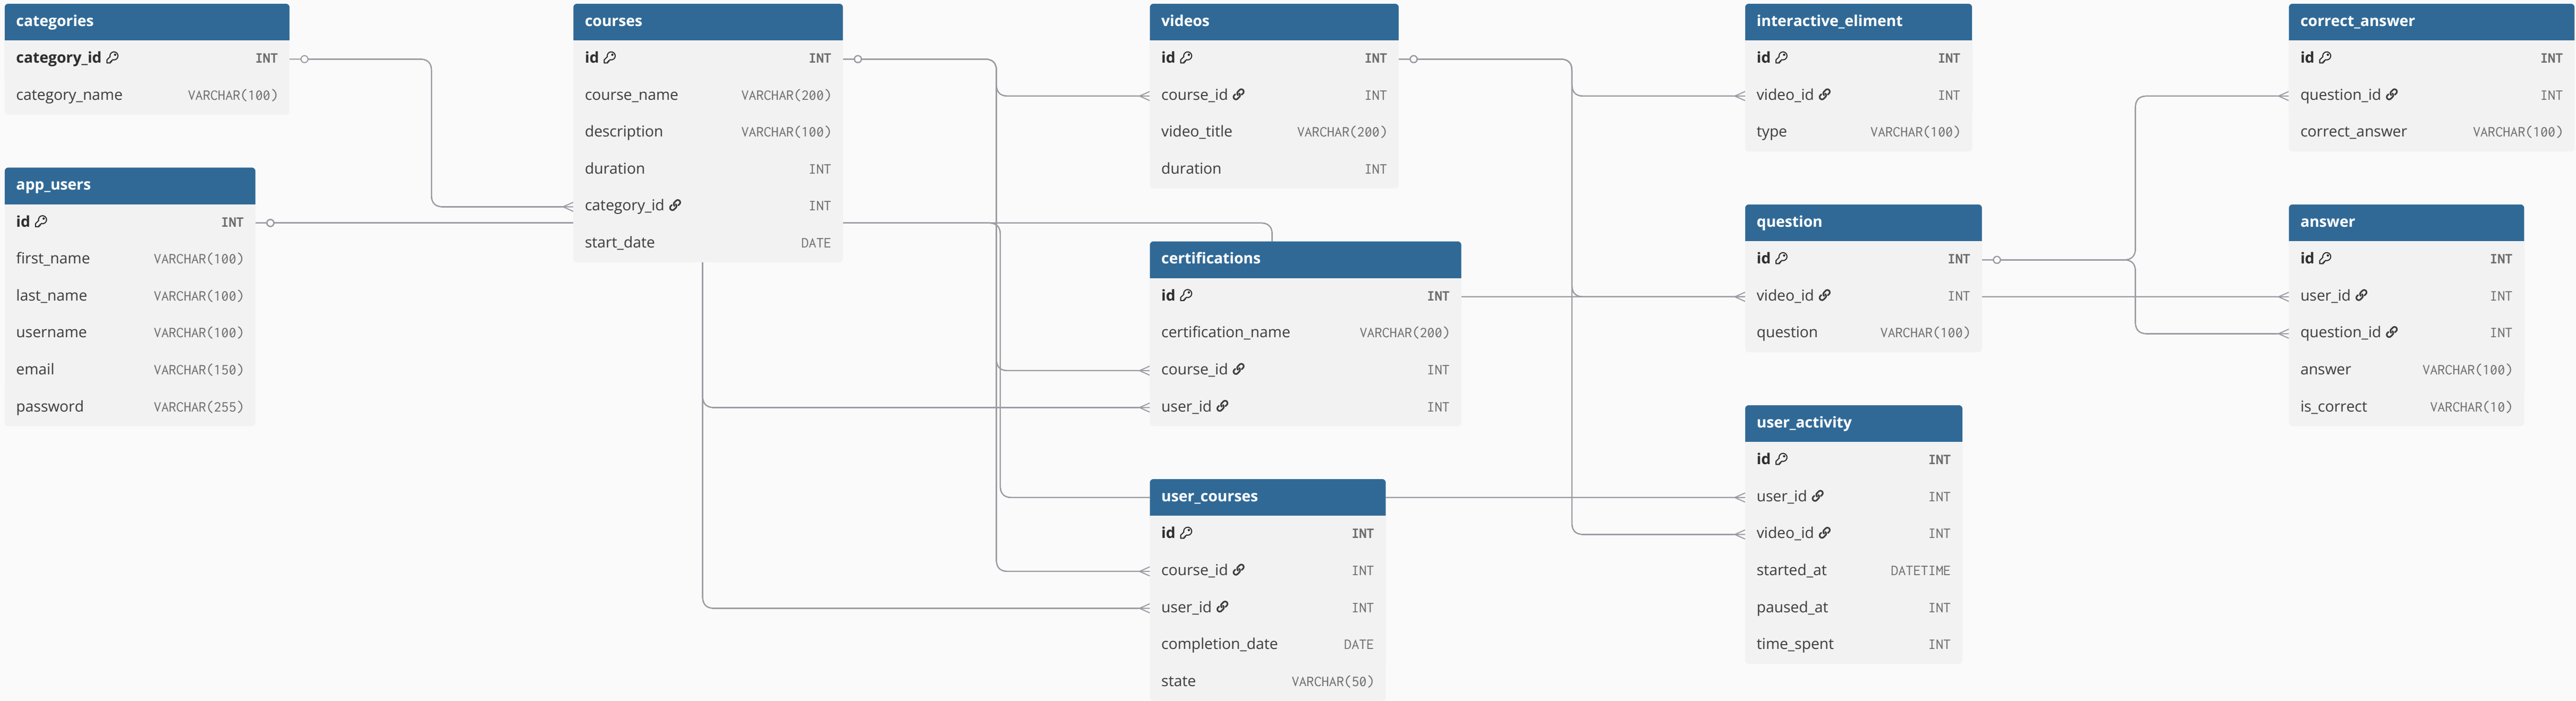 categories
category_id INT
category_name VARCHAR(100)
app_users
id INT
first_name VARCHAR(100)
last_name VARCHAR(100)
username VARCHAR(100)
email VARCHAR(150)
password VARCHAR(255)
courses
id INT
course_name VARCHAR(200)
description VARCHAR(100)
duration INT
category_id INT
start_date DATE
videos
id INT
course_id INT
video_title VARCHAR(200)
duration INT
certifications
id INT
certification_name VARCHAR(200)
course_id INT
user_id INT
user_courses
id INT
course_id INT
user_id INT
completion_date DATE
state VARCHAR(50)
interactive_eliment
id INT
video_id INT
type VARCHAR(100)
question
id INT
video_id INT
question VARCHAR(100)
user_activity
id INT
user_id INT
video_id INT
started_at DATETIME
paused_at INT
time_spent INT
correct_answer
id INT
question_id INT
correct_answer VARCHAR(100)
answer
id INT
user_id INT
question_id INT
answer VARCHAR(100)
is_correct VARCHAR(10)